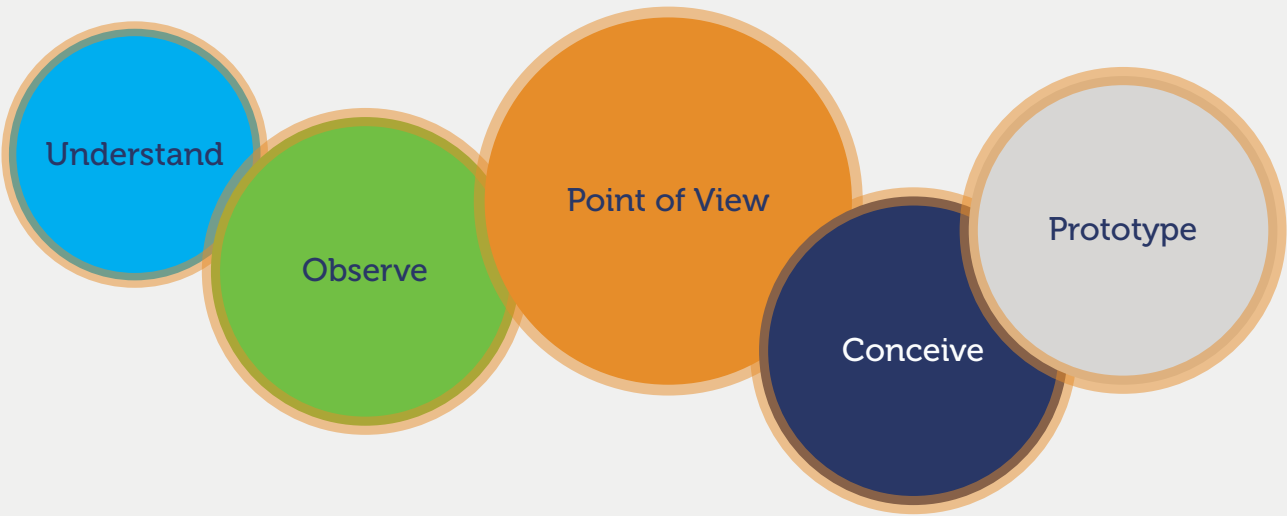 Understand
Observe
Point of View
Conceive
Prototype